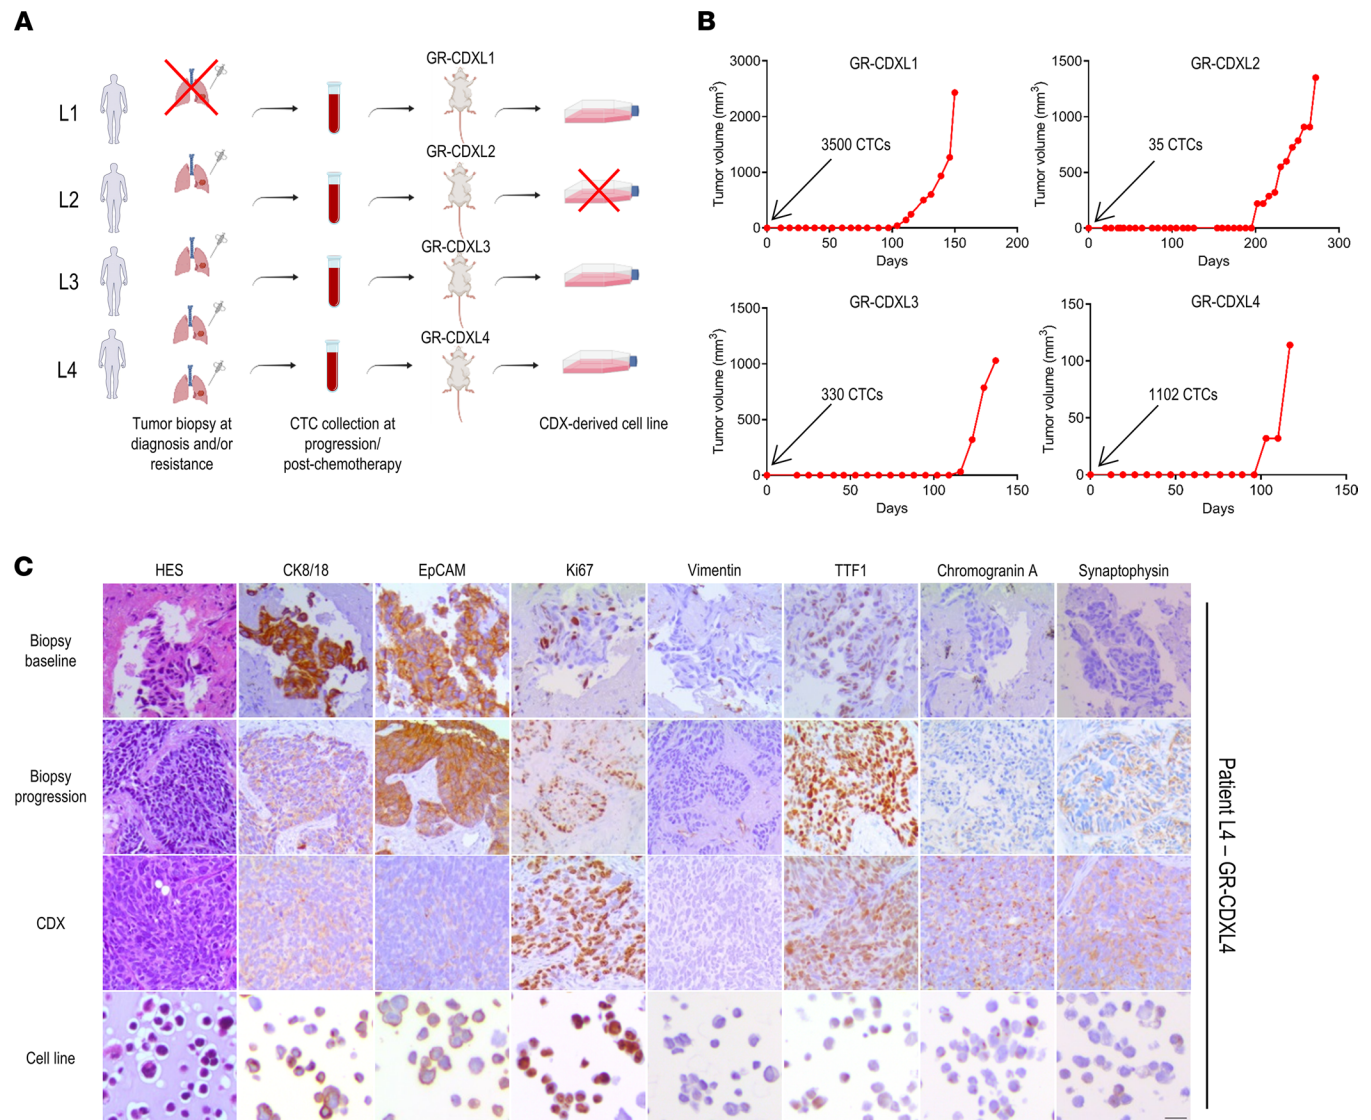 A
L1
L2
L3
L4
GR-CDXL1
GR-CDXL2
GR-CDXL3
GR-CDXL4
Tumor biopsy at
diagnosis and/or
resistance
CTC collection at
progression/
post-chemotherapy
CDX-derived cell line
B
GR-CDXL1
Tumor volume (mm3)
3000
2000
1000
0
3500 CTCs
0 50 100 150 200
Days
GR-CDXL2
Tumor volume (mm3)
1500
1000
500
0
35 CTCs
0 100 200 300
Days
GR-CDXL3
Tumor volume (mm3)
1500
1000
500
0
330 CTCs
0 50 100 150
Days
GR-CDXL4
Tumor volume (mm3)
150
100
50
0
1102 CTCs
0 50 100 150
Days
C
HES CK8/18 EpCAM Ki67 Vimentin TTF1 Chromogranin A Synaptophysin
Biopsy
baseline
Biopsy
progression
CDX
Cell line
Patient L4 – GR-CDXL4